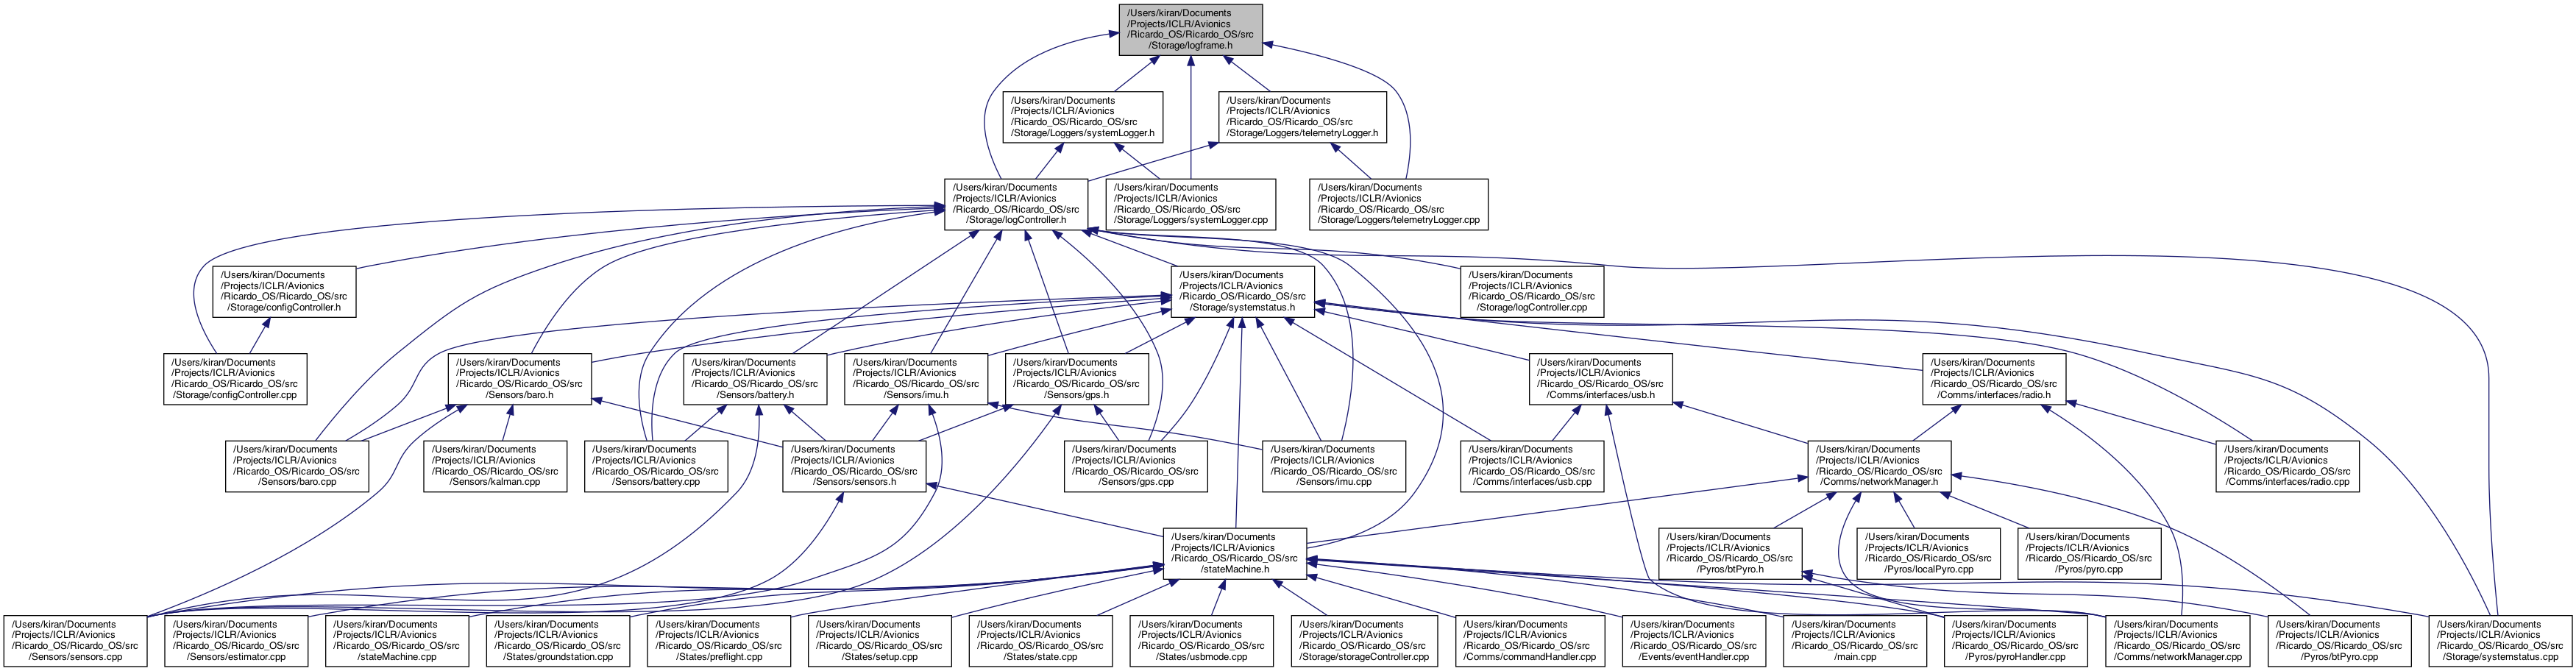 /Users/kiran/Documents
/Projects/ICLR/Avionics
/Ricardo_OS/Ricardo_OS/src
/Storage/logframe.h
/Users/kiran/Documents
/Projects/ICLR/Avionics
/Ricardo_OS/Ricardo_OS/src
/Storage/Loggers/systemLogger.h
/Users/kiran/Documents
/Projects/ICLR/Avionics
/Ricardo_OS/Ricardo_OS/src
/Storage/Loggers/telemetryLogger.h
/Users/kiran/Documents
/Projects/ICLR/Avionics
/Ricardo_OS/Ricardo_OS/src
/Storage/logController.h
/Users/kiran/Documents
/Projects/ICLR/Avionics
/Ricardo_OS/Ricardo_OS/src
/Storage/Loggers/systemLogger.cpp
/Users/kiran/Documents
/Projects/ICLR/Avionics
/Ricardo_OS/Ricardo_OS/src
/Storage/Loggers/telemetryLogger.cpp
/Users/kiran/Documents
/Projects/ICLR/Avionics
/Ricardo_OS/Ricardo_OS/src
/Storage/configController.h
/Users/kiran/Documents
/Projects/ICLR/Avionics
/Ricardo_OS/Ricardo_OS/src
/Storage/systemstatus.h
/Users/kiran/Documents
/Projects/ICLR/Avionics
/Ricardo_OS/Ricardo_OS/src
/Storage/logController.cpp
/Users/kiran/Documents
/Projects/ICLR/Avionics
/Ricardo_OS/Ricardo_OS/src
/Storage/configController.cpp
/Users/kiran/Documents
/Projects/ICLR/Avionics
/Ricardo_OS/Ricardo_OS/src
/Sensors/baro.h
/Users/kiran/Documents
/Projects/ICLR/Avionics
/Ricardo_OS/Ricardo_OS/src
/Sensors/battery.h
/Users/kiran/Documents
/Projects/ICLR/Avionics
/Ricardo_OS/Ricardo_OS/src
/Sensors/imu.h
/Users/kiran/Documents
/Projects/ICLR/Avionics
/Ricardo_OS/Ricardo_OS/src
/Sensors/gps.h
/Users/kiran/Documents
/Projects/ICLR/Avionics
/Ricardo_OS/Ricardo_OS/src
/Comms/interfaces/usb.h
/Users/kiran/Documents
/Projects/ICLR/Avionics
/Ricardo_OS/Ricardo_OS/src
/Comms/interfaces/radio.h
/Users/kiran/Documents
/Projects/ICLR/Avionics
/Ricardo_OS/Ricardo_OS/src
/Sensors/baro.cpp
/Users/kiran/Documents
/Projects/ICLR/Avionics
/Ricardo_OS/Ricardo_OS/src
/Sensors/kalman.cpp
/Users/kiran/Documents
/Projects/ICLR/Avionics
/Ricardo_OS/Ricardo_OS/src
/Sensors/battery.cpp
/Users/kiran/Documents
/Projects/ICLR/Avionics
/Ricardo_OS/Ricardo_OS/src
/Sensors/sensors.h
/Users/kiran/Documents
/Projects/ICLR/Avionics
/Ricardo_OS/Ricardo_OS/src
/Sensors/gps.cpp
/Users/kiran/Documents
/Projects/ICLR/Avionics
/Ricardo_OS/Ricardo_OS/src
/Sensors/imu.cpp
/Users/kiran/Documents
/Projects/ICLR/Avionics
/Ricardo_OS/Ricardo_OS/src
/Comms/interfaces/usb.cpp
/Users/kiran/Documents
/Projects/ICLR/Avionics
/Ricardo_OS/Ricardo_OS/src
/Comms/networkManager.h
/Users/kiran/Documents
/Projects/ICLR/Avionics
/Ricardo_OS/Ricardo_OS/src
/Comms/interfaces/radio.cpp
/Users/kiran/Documents
/Projects/ICLR/Avionics
/Ricardo_OS/Ricardo_OS/src
/stateMachine.h
/Users/kiran/Documents
/Projects/ICLR/Avionics
/Ricardo_OS/Ricardo_OS/src
/Pyros/btPyro.h
/Users/kiran/Documents
/Projects/ICLR/Avionics
/Ricardo_OS/Ricardo_OS/src
/Pyros/localPyro.cpp
/Users/kiran/Documents
/Projects/ICLR/Avionics
/Ricardo_OS/Ricardo_OS/src
/Pyros/pyro.cpp
/Users/kiran/Documents
/Projects/ICLR/Avionics
/Ricardo_OS/Ricardo_OS/src
/Sensors/sensors.cpp
/Users/kiran/Documents
/Projects/ICLR/Avionics
/Ricardo_OS/Ricardo_OS/src
/Sensors/estimator.cpp
/Users/kiran/Documents
/Projects/ICLR/Avionics
/Ricardo_OS/Ricardo_OS/src
/stateMachine.cpp
/Users/kiran/Documents
/Projects/ICLR/Avionics
/Ricardo_OS/Ricardo_OS/src
/States/groundstation.cpp
/Users/kiran/Documents
/Projects/ICLR/Avionics
/Ricardo_OS/Ricardo_OS/src
/States/preflight.cpp
/Users/kiran/Documents
/Projects/ICLR/Avionics
/Ricardo_OS/Ricardo_OS/src
/States/setup.cpp
/Users/kiran/Documents
/Projects/ICLR/Avionics
/Ricardo_OS/Ricardo_OS/src
/States/state.cpp
/Users/kiran/Documents
/Projects/ICLR/Avionics
/Ricardo_OS/Ricardo_OS/src
/States/usbmode.cpp
/Users/kiran/Documents
/Projects/ICLR/Avionics
/Ricardo_OS/Ricardo_OS/src
/Storage/storageController.cpp
/Users/kiran/Documents
/Projects/ICLR/Avionics
/Ricardo_OS/Ricardo_OS/src
/Comms/commandHandler.cpp
/Users/kiran/Documents
/Projects/ICLR/Avionics
/Ricardo_OS/Ricardo_OS/src
/Events/eventHandler.cpp
/Users/kiran/Documents
/Projects/ICLR/Avionics
/Ricardo_OS/Ricardo_OS/src
/main.cpp
/Users/kiran/Documents
/Projects/ICLR/Avionics
/Ricardo_OS/Ricardo_OS/src
/Pyros/pyroHandler.cpp
/Users/kiran/Documents
/Projects/ICLR/Avionics
/Ricardo_OS/Ricardo_OS/src
/Comms/networkManager.cpp
/Users/kiran/Documents
/Projects/ICLR/Avionics
/Ricardo_OS/Ricardo_OS/src
/Pyros/btPyro.cpp
/Users/kiran/Documents
/Projects/ICLR/Avionics
/Ricardo_OS/Ricardo_OS/src
/Storage/systemstatus.cpp